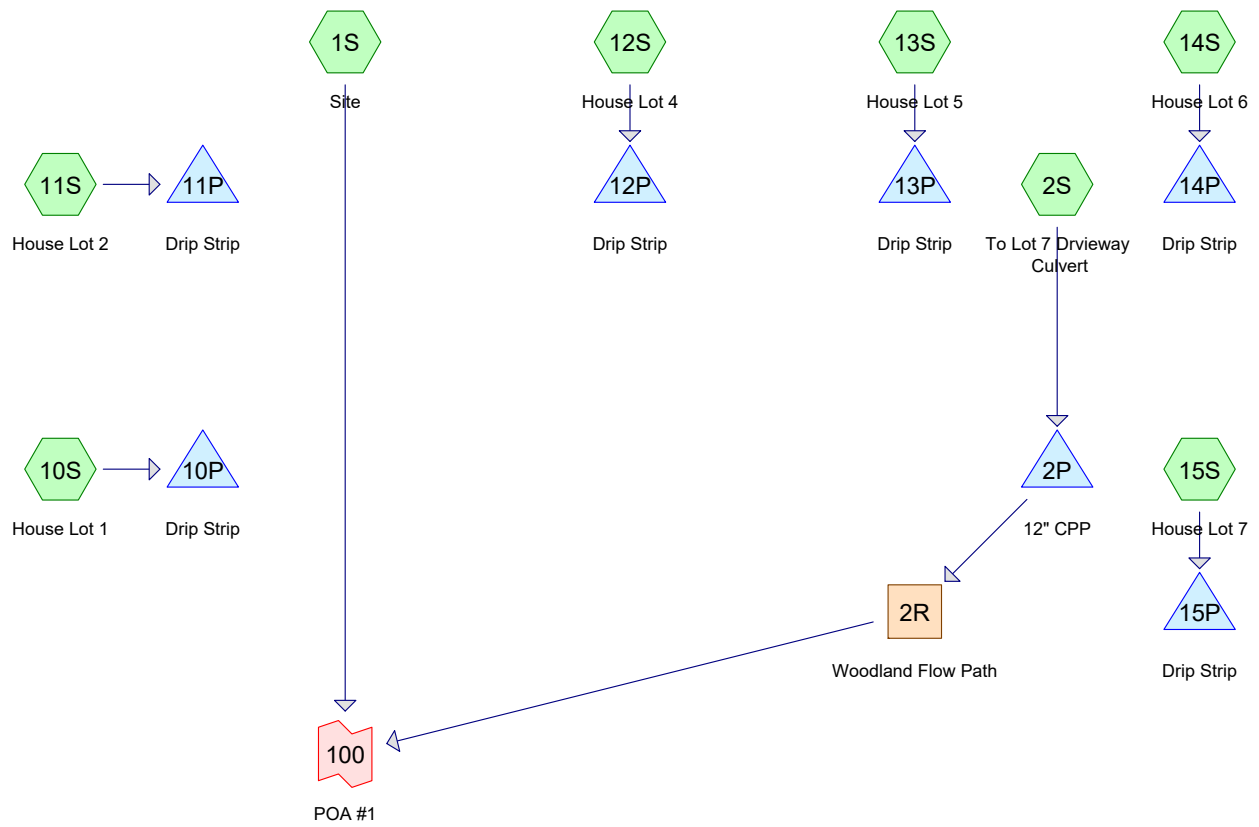 1S
Site
12S
House Lot 4
13S
House Lot 5
14S
House Lot 6
11S
House Lot 2
11P
Drip Strip
12P
Drip Strip
13P
Drip Strip
2S
To Lot 7 Drvieway
Culvert
14P
Drip Strip
10S
House Lot 1
10P
Drip Strip
2P
12" CPP
15S
House Lot 7
2R
Woodland Flow Path
15P
Drip Strip
100
POA #1